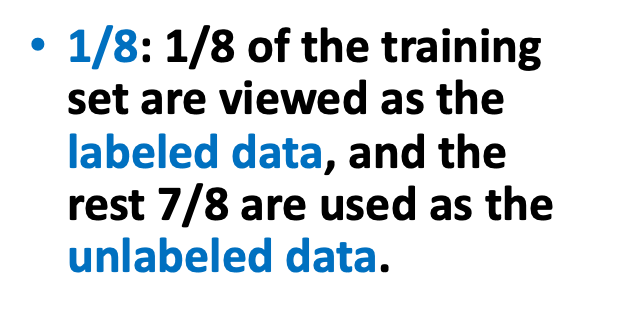 • 1/8: 1/8 of the training
set are viewed as the
labeled data, and the
rest 7/8 are used as the
unlabeled data.